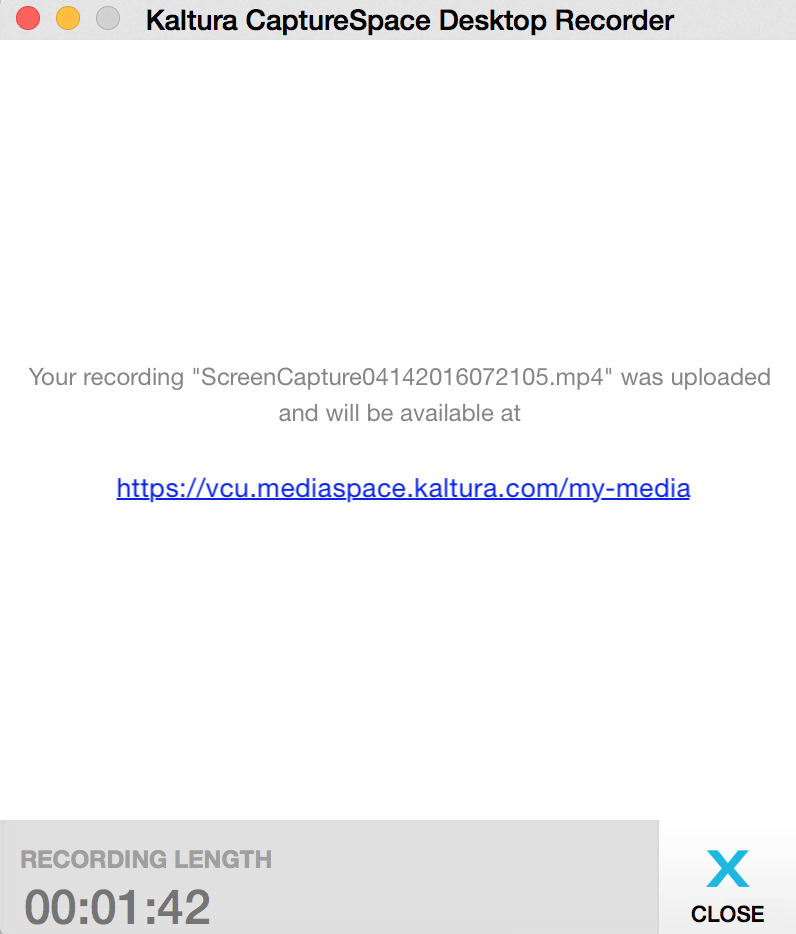 Kaltura CaptureSpace Desktop Recorder
Your recording "ScreenCapture04142016072105.mp4" was uploaded
and will be available at
https://vcu.mediaspace.kaltura.com/my-media
RECORDING LENGTH
00:01:42
CLOSE